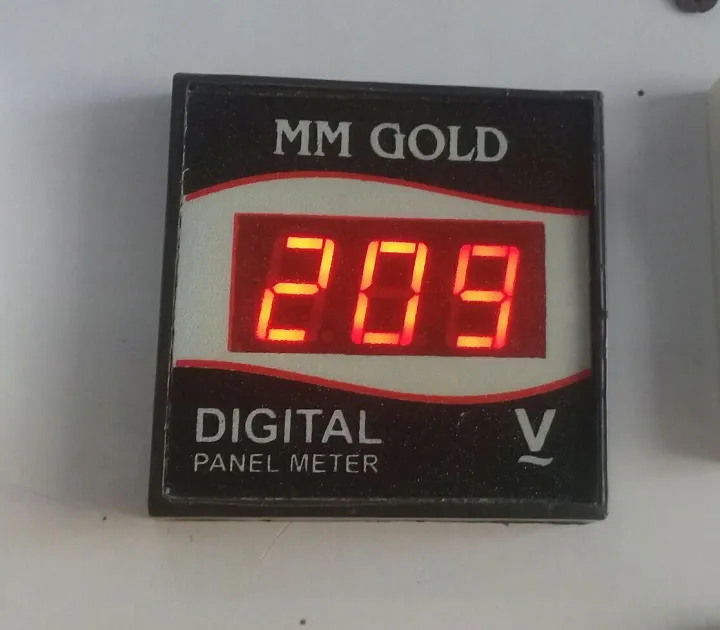 MM GOLD
209
DIGITAL
PANEL METER
V
~